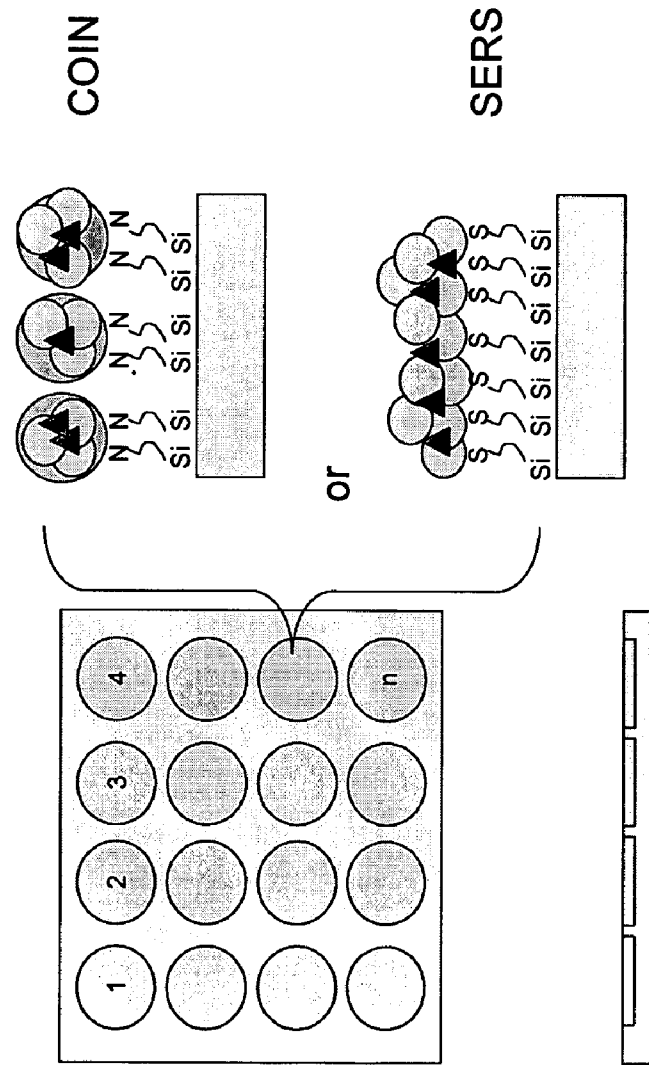 COIN
1 2 3 4
N N N N N N
Si Si Si Si Si Si
or
n
SERS
S S S S S S S
Si Si Si Si Si Si Si